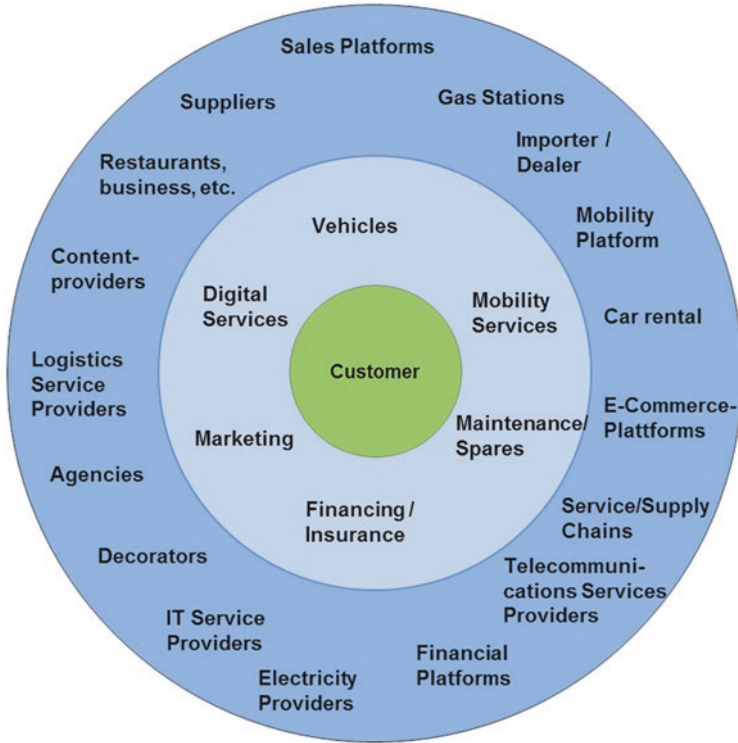 Sales Platforms
Suppliers
Gas Stations
Importer /
Dealer
Restaurants,
business, etc.
Mobility
Platform
Vehicles
Content-
providers
Digital
Services
Mobility
Services
Car rental
Customer
Logistics
Service
Providers
E-Commerce-
Plattforms
Marketing
Maintenance/
Spares
Agencies
Financing /
Insurance
Service/Supply
Chains
Decorators
Telecommuni-
cations Services
Providers
IT Service
Providers
Financial
Platforms
Electricity
Providers